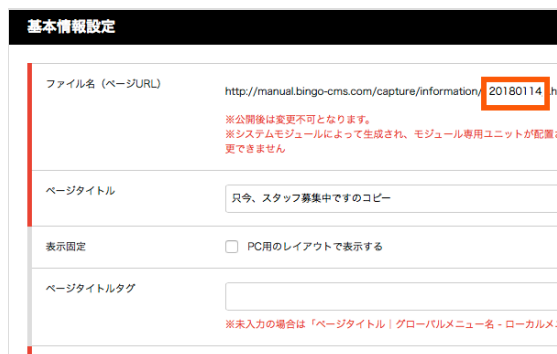 基本情報設定
ファイル名（ページURL）
http://manual.bingo-cms.com/capture/information/ 20180114 .h
※公開後は変更不可となります。
※システムモジュールによって生成され、モジュール専用ユニットが配置
更できません
ページタイトル
只今、スタッフ募集中ですのコピー
表示固定
PC用のレイアウトで表示する
ページタイトルタグ
※未入力の場合は「ページタイトル｜グローバルメニュー名 - ローカルメ